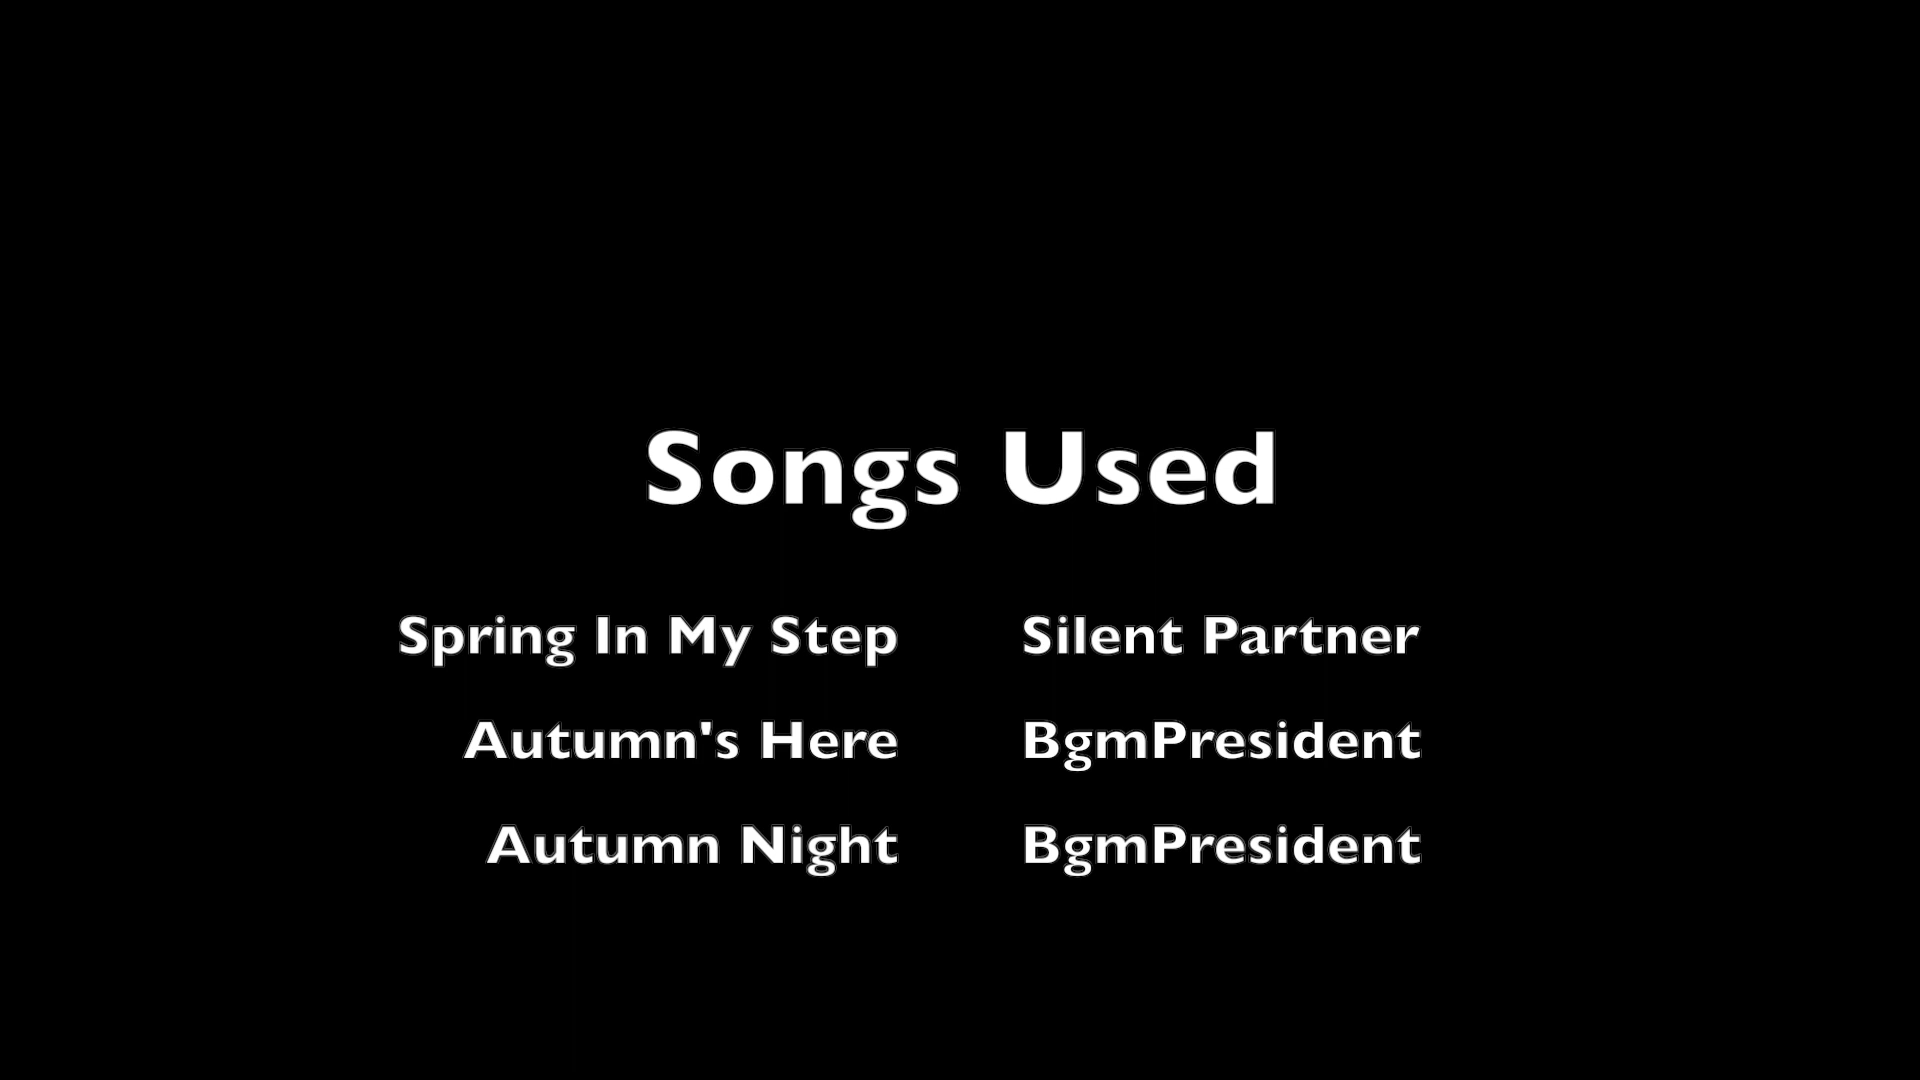 Songs Used
Spring In My Step Silent Partner
Autumn's Here BgmPresident
Autumn Night BgmPresident